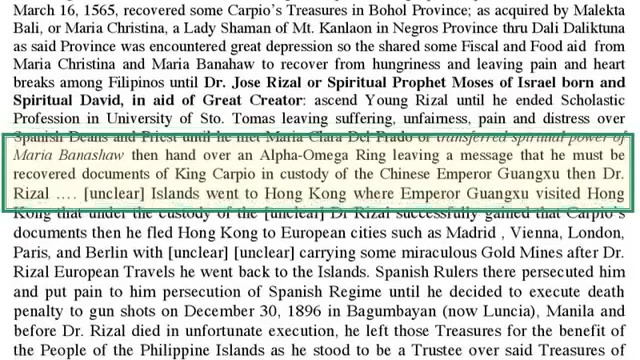 March 16, 1565, recovered some Carpio's Treasures in Bohol Province; as acquired by Malekta
Bali, or Maria Christina, a Lady Shaman of Mt. Kanlaon in Negros Province thru Dali Daliktuna
as said Province was encountered great depression so the shared some Fiscal and Food aid from
Maria Christina and Maria Banahaw to recover from hungriness and leaving pain and heart
breaks among Filipinos until Dr. Jose Rizal or Spiritual Prophet Moses of Israel born and
Spiritual David, in aid of Great Creator: ascend Young Rizal until he ended Scholastic
Profession in University of Sto. Tomas leaving suffering, unfairness, pain and distress over
Spanish Deans and Priest until he met Maria Clara Del Prado or transferred spiritual power of
Maria Banashaw then hand over an Alpha-Omega Ring leaving a message that he must be
recovered documents of King Carpio in custody of the Chinese Emperor Guangxu then Dr.
Rizal .... [unclear] Islands went to Hong Kong where Emperor Guangxu visited Hong
Kong that under the custody of the [unclear] Dr Rizal successfully gained that Carpio's
documents then he fled Hong Kong to European cities such as Madrid , Vienna, London,
Paris, and Berlin with [unclear] [unclear] carrying some miraculous Gold Mines after Dr.
Rizal European Travels he went back to the Islands. Spanish Rulers there persecuted him
and put pain to him persecution of Spanish Regime until he decided to execute death
penalty to gun shots on December 30, 1896 in Bagumbayan (now Luncia), Manila and
before Dr. Rizal died in unfortunate execution, he left those Treasures for the benefit of
the People of the Philippine Islands as he stood to be a Trustee over said Treasures of